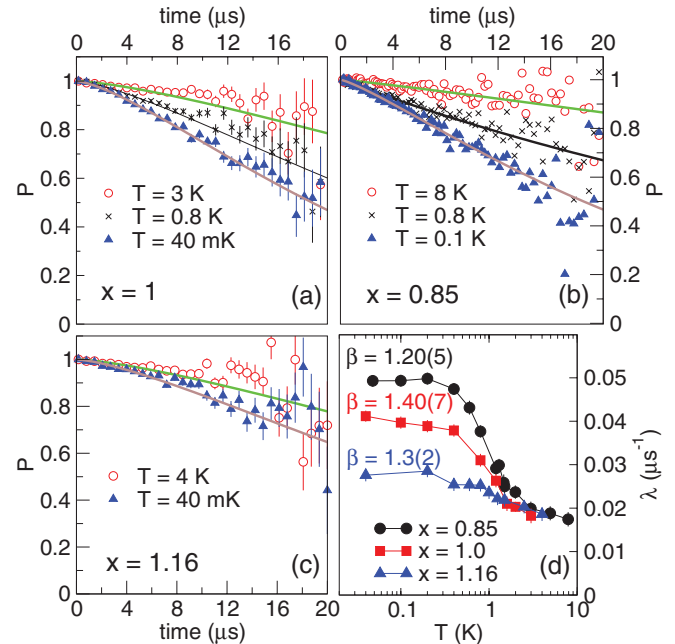 time (μs)
time (μs)
0 4 8 12 16 20
0 4 8 12 16 20
1
0.8
0.6
0.4
0.2
0
P
T = 3 K
T = 0.8 K
T = 40 mK
x = 1
(a)
T = 8 K
T = 0.8 K
T = 0.1 K
x = 0.85
(b)
1
0.8
0.6
0.4
0.2
0
P
1
0.8
0.6
0.4
0.2
0
P
T = 4 K
T = 40 mK
x = 1.16
(c)
0 4 8 12 16 20
time (μs)
β = 1.20(5)
β = 1.40(7)
β = 1.3(2)
x = 0.85
x = 1.0
x = 1.16
(d)
0.05
0.04
0.03
0.02
0.01
0
λ (μs⁻¹)
0.1 1 10
T (K)